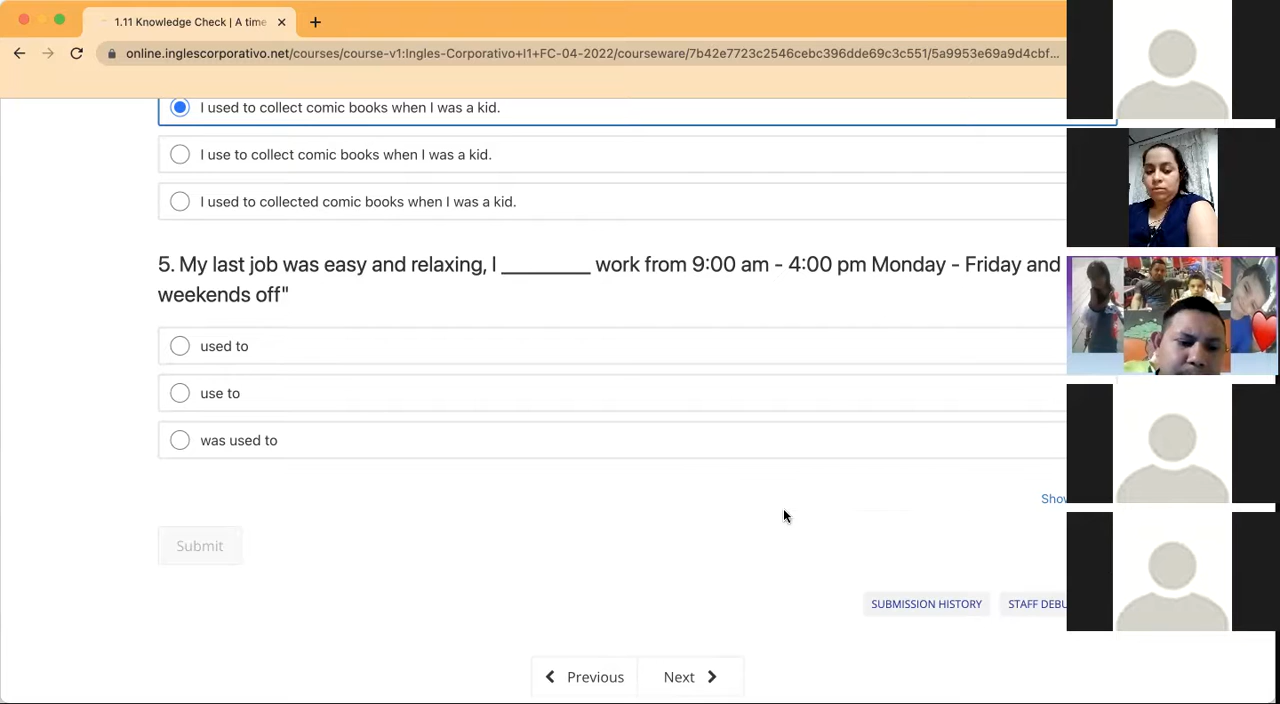 1.11 Knowledge Check | A time
online.inglescorporativo.net/courses/course-v1:Ingles-Corporativo+I1+FC-04-2022/courseware/7b42e7723c2546cebc396dde69c3c551/5a9953e69a9d4cbf...
I used to collect comic books when I was a kid.
I use to collect comic books when I was a kid.
I used to collected comic books when I was a kid.
5. My last job was easy and relaxing, I ________ work from 9:00 am - 4:00 pm Monday - Friday and
weekends off"
used to
use to
was used to
Show
Submit
SUBMISSION HISTORY
STAFF DEBU
Previous
Next